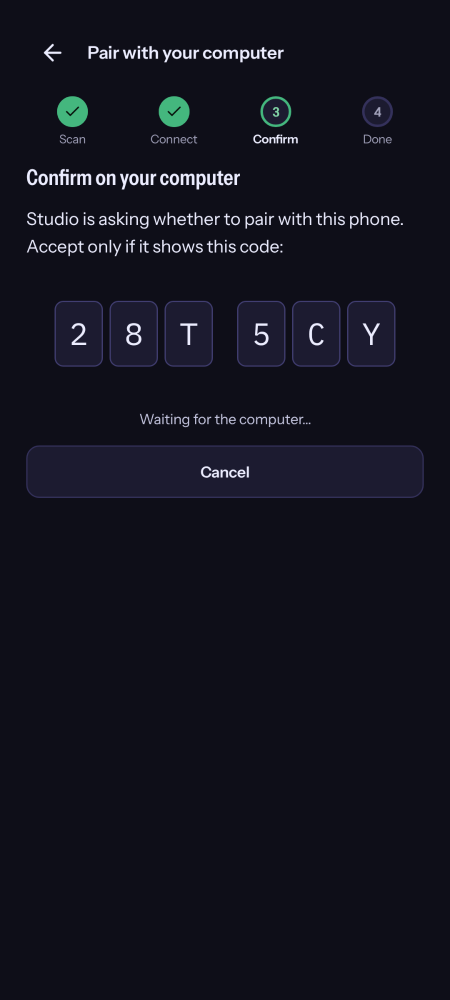 Pair with your computer
3 4
Scan Connect Confirm Done
Confirm on your computer
Studio is asking whether to pair with this phone.
Accept only if it shows this code:
2 8 T 5 C Y
Waiting for the computer...
Cancel